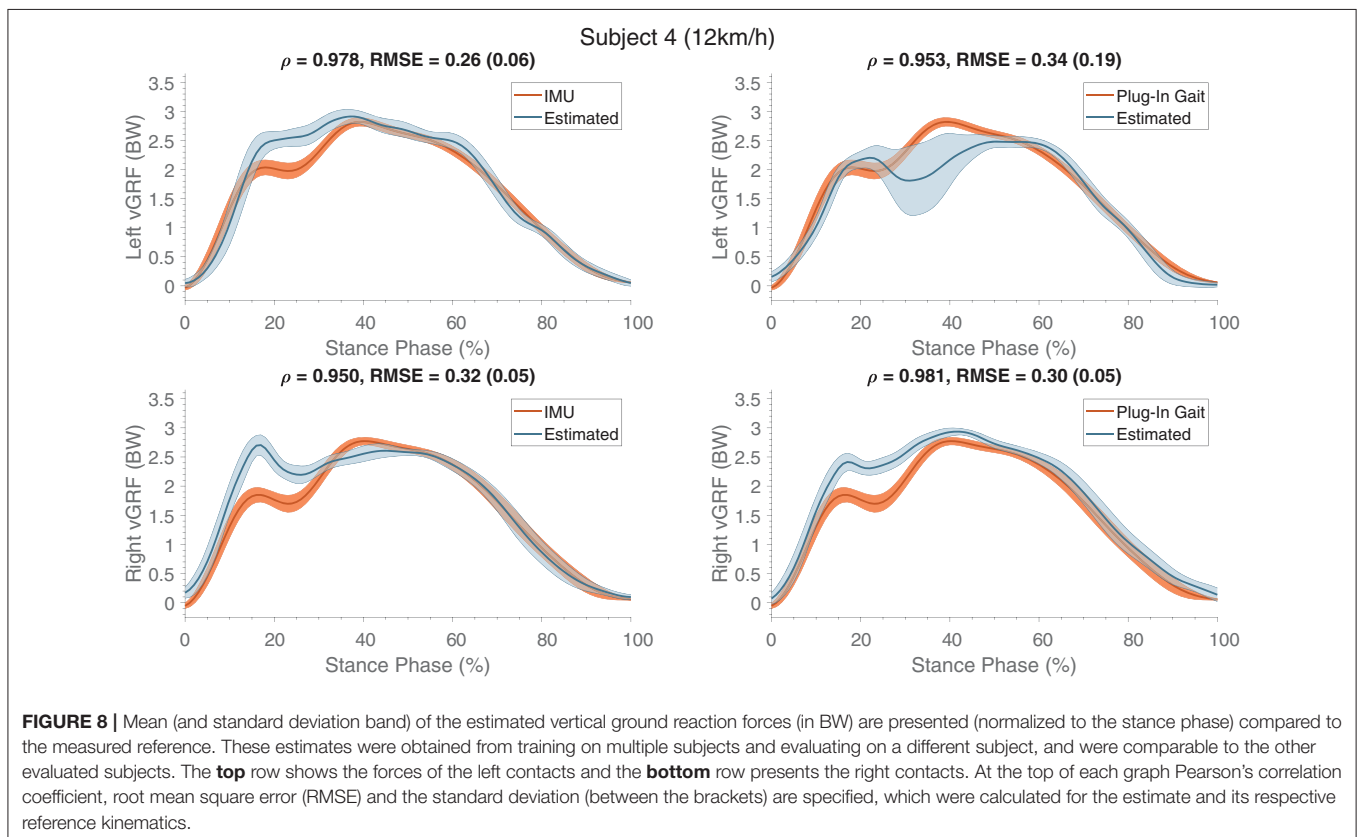 Subject 4 (12km/h)
ρ = 0.978, RMSE = 0.26 (0.06)
3.5
3
2.5
2
1.5
1
0.5
0
Left vGRF (BW)
IMU
Estimated
0 20 40 60 80 100
Stance Phase (%)
ρ = 0.953, RMSE = 0.34 (0.19)
3.5
3
2.5
2
1.5
1
0.5
0
Left vGRF (BW)
Plug-In Gait
Estimated
0 20 40 60 80 100
Stance Phase (%)
ρ = 0.950, RMSE = 0.32 (0.05)
3.5
3
2.5
2
1.5
1
0.5
0
Right vGRF (BW)
IMU
Estimated
0 20 40 60 80 100
Stance Phase (%)
ρ = 0.981, RMSE = 0.30 (0.05)
3.5
3
2.5
2
1.5
1
0.5
0
Right vGRF (BW)
Plug-In Gait
Estimated
0 20 40 60 80 100
Stance Phase (%)
FIGURE 8 | Mean (and standard deviation band) of the estimated vertical ground reaction forces (in BW) are presented (normalized to the stance phase) compared to
the measured reference. These estimates were obtained from training on multiple subjects and evaluating on a different subject, and were comparable to the other
evaluated subjects. The top row shows the forces of the left contacts and the bottom row presents the right contacts. At the top of each graph Pearson's correlation
coefficient, root mean square error (RMSE) and the standard deviation (between the brackets) are specified, which were calculated for the estimate and its respective
reference kinematics.